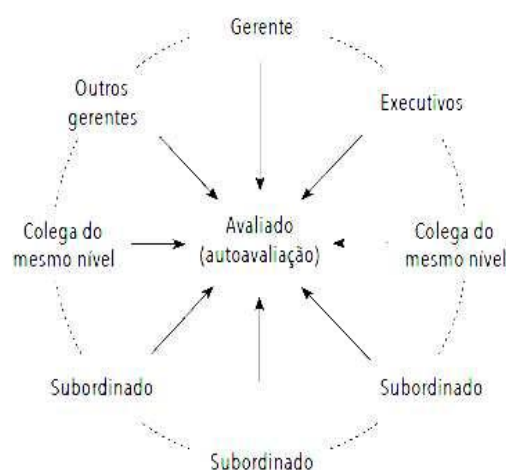 Gerente
Outros
gerentes
Executivos
Colega do
mesmo nível
Avaliado
(autoavaliação)
Colega do
mesmo nível
Subordinado
Subordinado
Subordinado